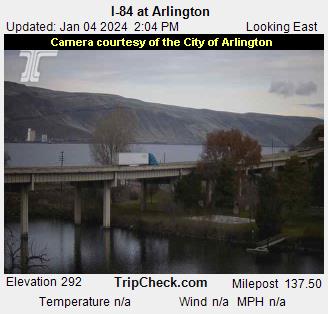 I-84 at Arlington
Updated: Jan 04 2024 2:04 PM Looking East
Camera courtesy of the City of Arlington
Elevation 292 TripCheck.com Milepost 137.50
Temperature n/a Wind n/a MPH n/a